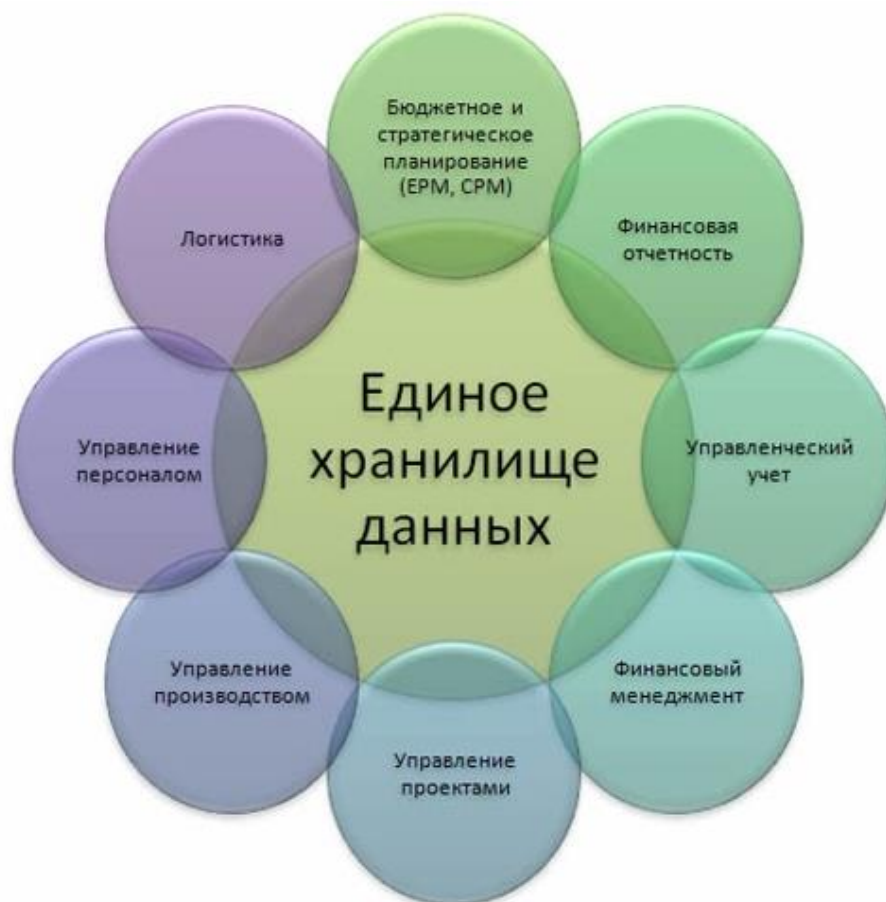 Бюджетное и
стратегическое
планирование
(EPM, CPM)
Логистика
Финансовая
отчетность
Единое
хранилище
данных
Управление
персоналом
Управленческий
учет
Управление
производством
Финансовый
менеджмент
Управление
проектами